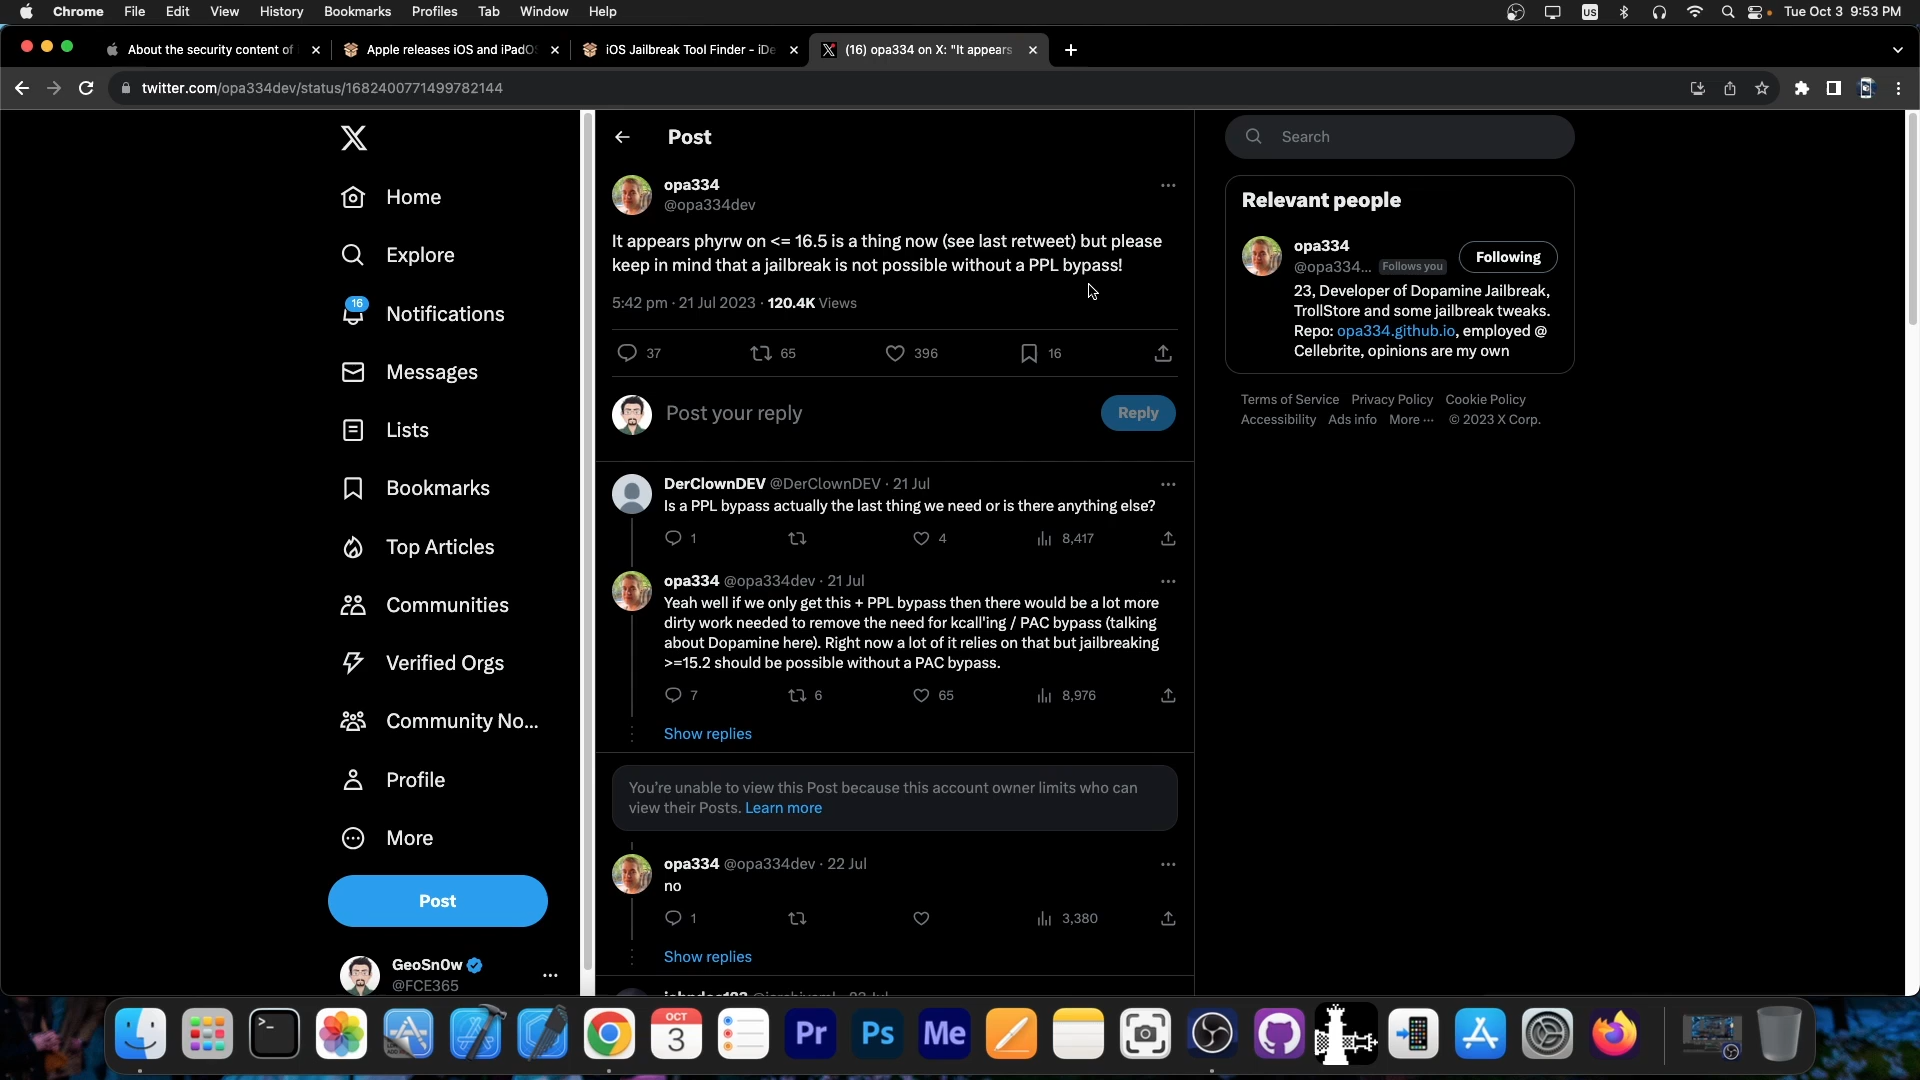 Chrome File Edit View History Bookmarks Profiles Tab Window Help
US
Tue Oct 3 9:53 PM
About the security content of
Apple releases iOS and iPadOS
iOS Jailbreak Tool Finder - iDe
(16) opa334 on X: "It appears
twitter.com/opa334dev/status/1682400771499782144
Home
Explore
16
Notifications
Messages
Lists
Bookmarks
Top Articles
Communities
Verified Orgs
Community No...
Profile
More
Post
GeoSn0w
@FCE365
Post
opa334
@opa334dev
It appears phyrw on <= 16.5 is a thing now (see last retweet) but please
keep in mind that a jailbreak is not possible without a PPL bypass!
5:42 pm · 21 Jul 2023 · 120.4K Views
37 65 396 16
Post your reply
Reply
DerClownDEV @DerClownDEV · 21 Jul
Is a PPL bypass actually the last thing we need or is there anything else?
1 4 8,417
opa334 @opa334dev · 21 Jul
Yeah well if we only get this + PPL bypass then there would be a lot more
dirty work needed to remove the need for kcall'ing / PAC bypass (talking
about Dopamine here). Right now a lot of it relies on that but jailbreaking
>=15.2 should be possible without a PAC bypass.
7 6 65 8,976
Show replies
You're unable to view this Post because this account owner limits who can
view their Posts. Learn more
opa334 @opa334dev · 22 Jul
no
1 3,380
Show replies
Search
Relevant people
opa334
@opa334... Follows you
Following
23, Developer of Dopamine Jailbreak,
TrollStore and some jailbreak tweaks.
Repo: opa334.github.io, employed @
Cellebrite, opinions are my own
Terms of Service Privacy Policy Cookie Policy
Accessibility Ads info More ··· © 2023 X Corp.
OCT
3
Pr
Ps
Me